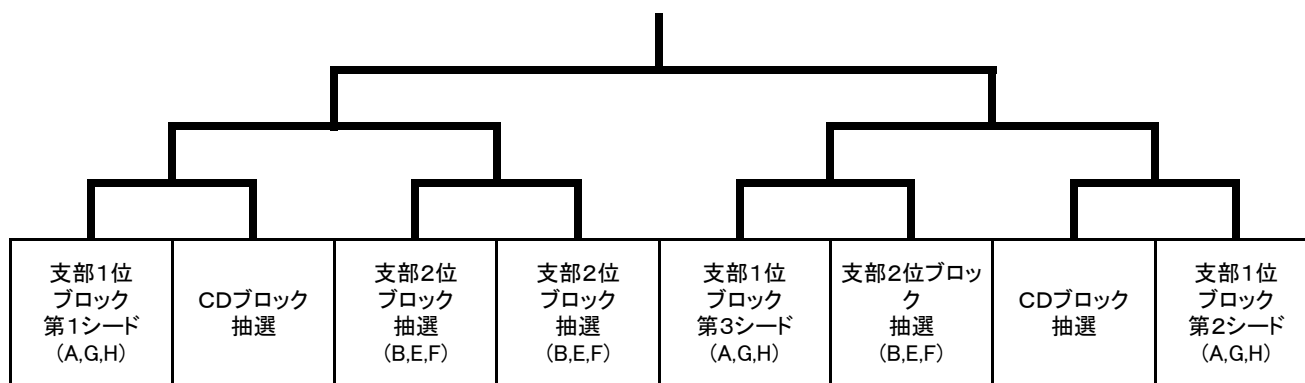 支部1位
ブロック
第1シード
(A,G,H)
CDブロック
抽選
支部2位
ブロック
抽選
(B,E,F)
支部2位
ブロック
抽選
(B,E,F)
支部1位
ブロック
第3シード
(A,G,H)
支部2位ブロッ
ク
抽選
(B,E,F)
CDブロック
抽選
支部1位
ブロック
第2シード
(A,G,H)